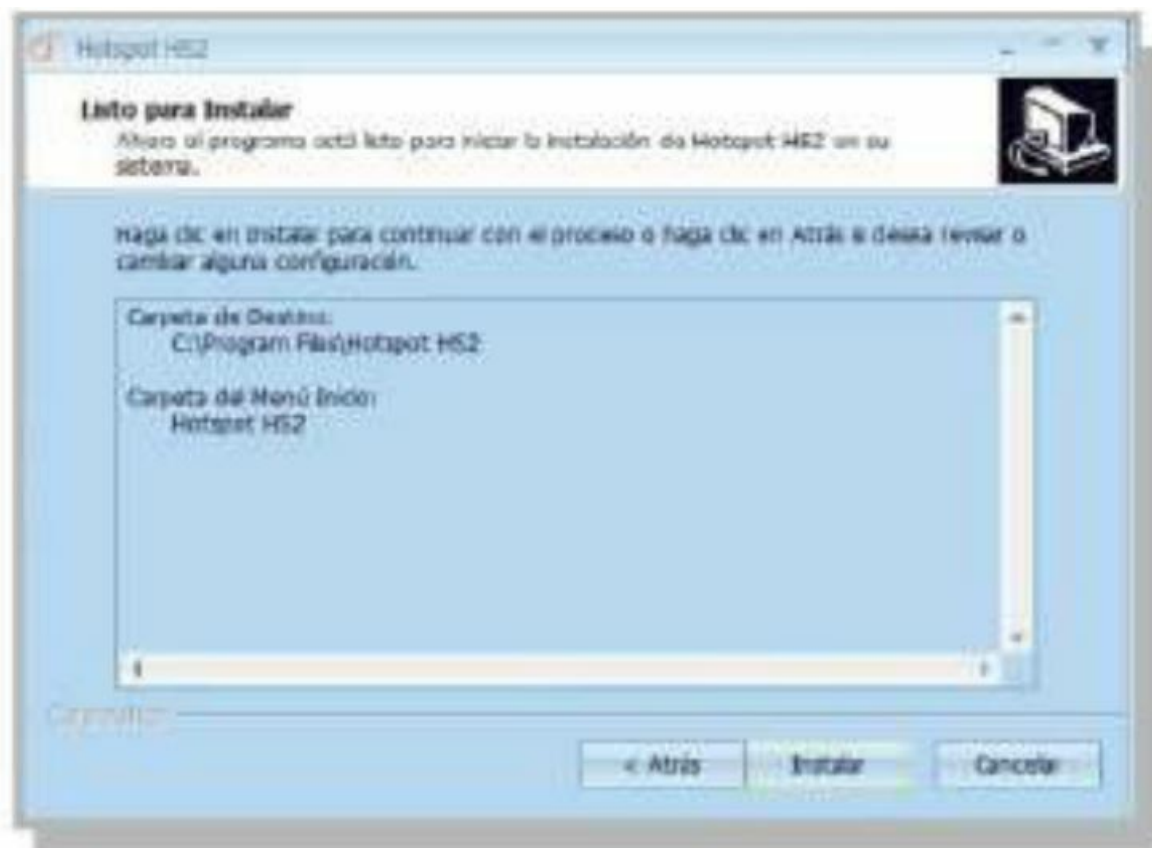 Hotspot HS2
Listo para Instalar
Ahora el programa está listo para iniciar la instalación de Hotspot HS2 en su
sistema.
Haga clic en Instalar para continuar con el proceso o haga clic en Atrás si desea revisar o
cambiar alguna configuración.
Carpeta de Destino:
C:\Program Files\Hotspot HS2
Carpeta del Menú Inicio:
Hotspot HS2
< Atrás
Instalar
Cancelar